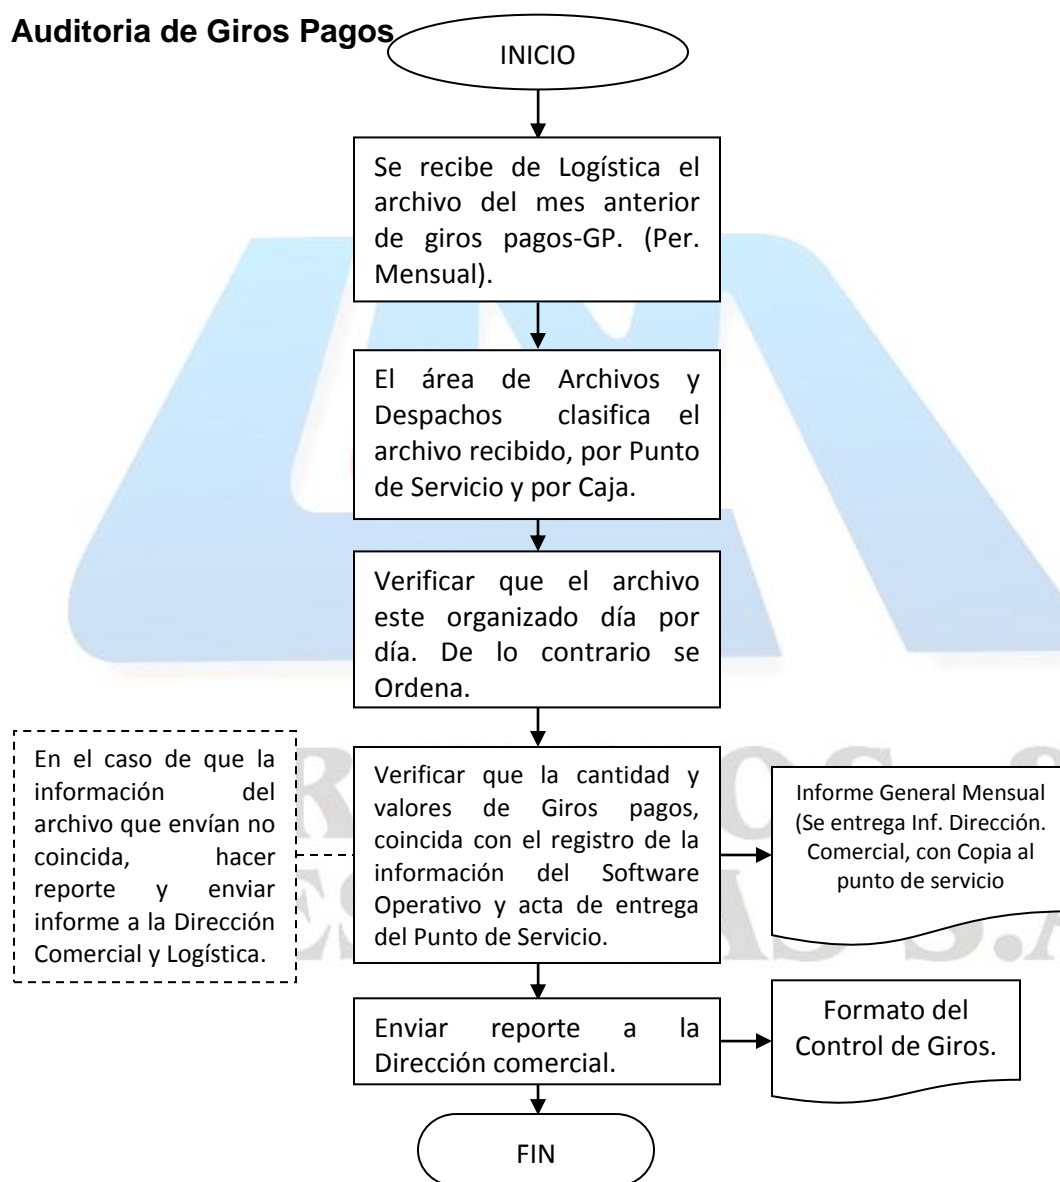 Auditoria de Giros Pagos
INICIO
Se recibe de Logística el
archivo del mes anterior
de giros pagos-GP. (Per.
Mensual).
El área de Archivos y
Despachos clasifica el
archivo recibido, por Punto
de Servicio y por Caja.
Verificar que el archivo
este organizado día por
día. De lo contrario se
Ordena.
En el caso de que la
información del
archivo que envían no
coincida, hacer
reporte y enviar
informe a la Dirección
Comercial y Logística.
Verificar que la cantidad y
valores de Giros pagos,
coincida con el registro de la
información del Software
Operativo y acta de entrega
del Punto de Servicio.
Informe General Mensual
(Se entrega Inf. Dirección.
Comercial, con Copia al
punto de servicio
Enviar reporte a la
Dirección comercial.
Formato del
Control de Giros.
FIN